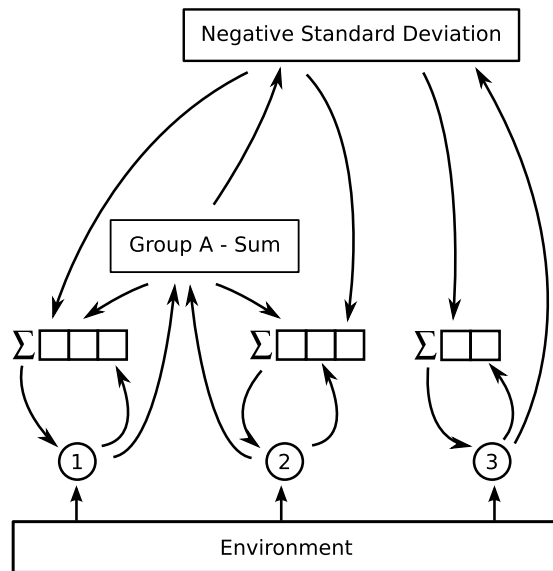 Negative Standard Deviation
Group A - Sum
Σ Σ Σ
1 2 3
Environment